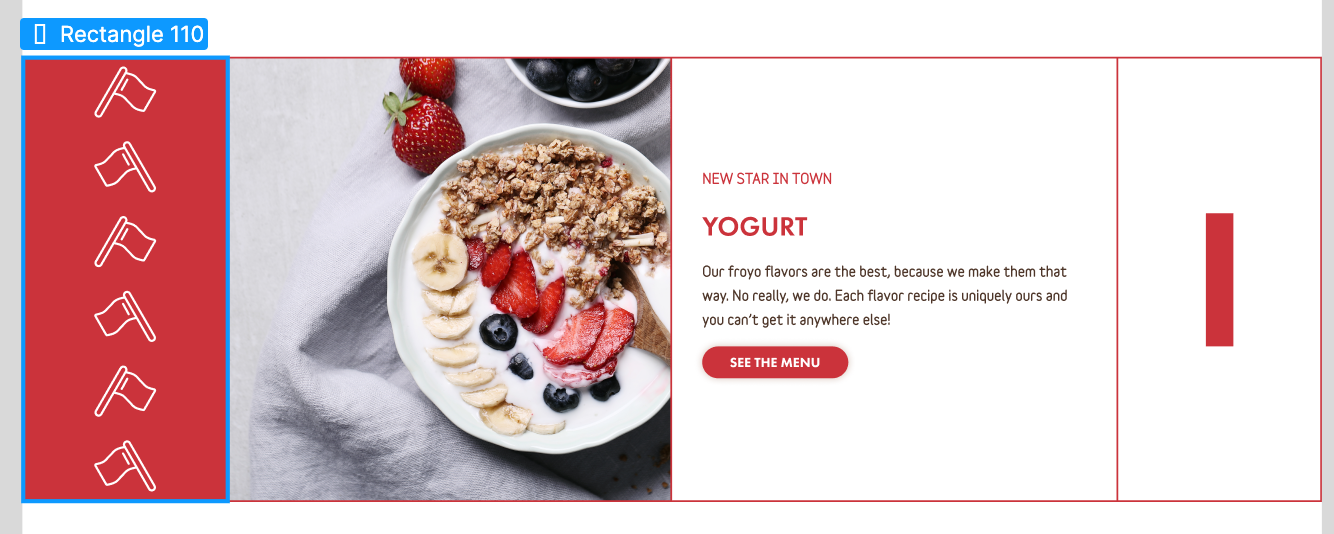 Rectangle 110
NEW STAR IN TOWN
YOGURT
Our froyo flavors are the best, because we make them that
way. No really, we do. Each flavor recipe is uniquely ours and
you can’t get it anywhere else!
SEE THE MENU